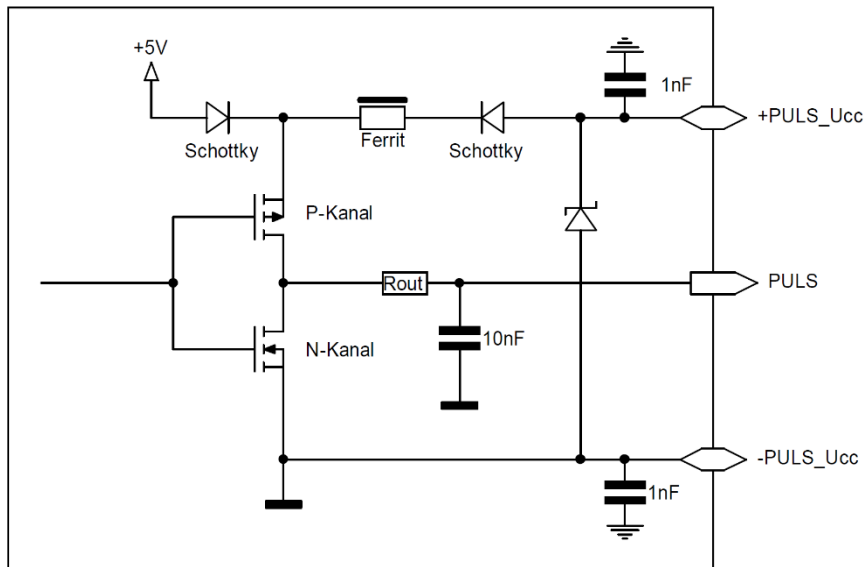 +5V
1nF
+PULS_Ucc
Schottky
Ferrit
Schottky
P-Kanal
Rout
PULS
N-Kanal
10nF
-PULS_Ucc
1nF